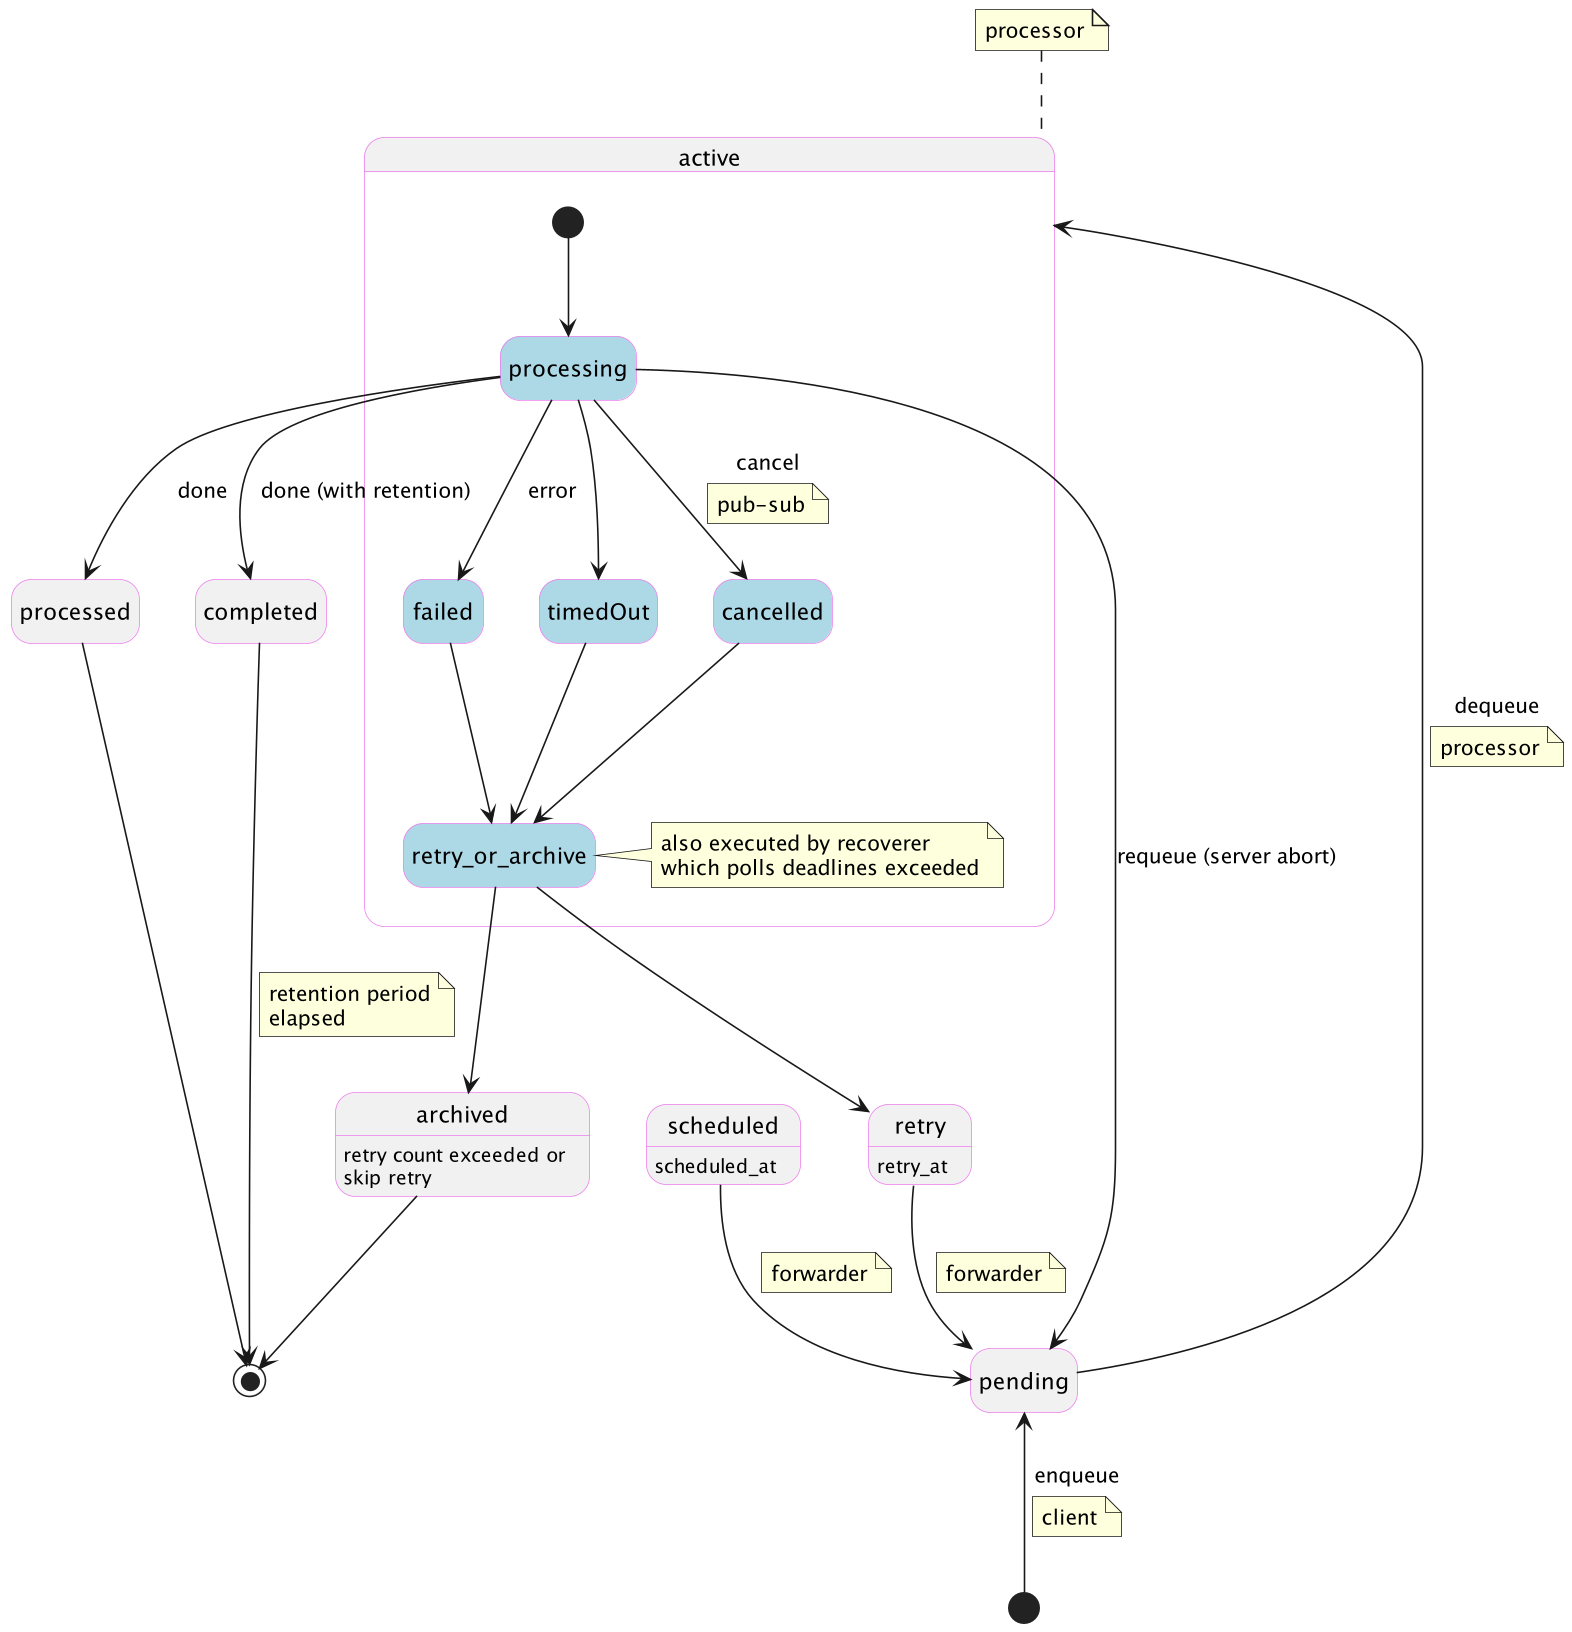 processor
active
processing
cancel
done
done (with retention)
error
pub-sub
processed
completed
failed
timedOut
cancelled
dequeue
processor
also executed by recoverer
which polls deadlines exceeded
retry_or_archive
requeue (server abort)
retention period
elapsed
archived
retry count exceeded or
skip retry
scheduled
scheduled_at
retry
retry_at
forwarder
forwarder
pending
enqueue
client